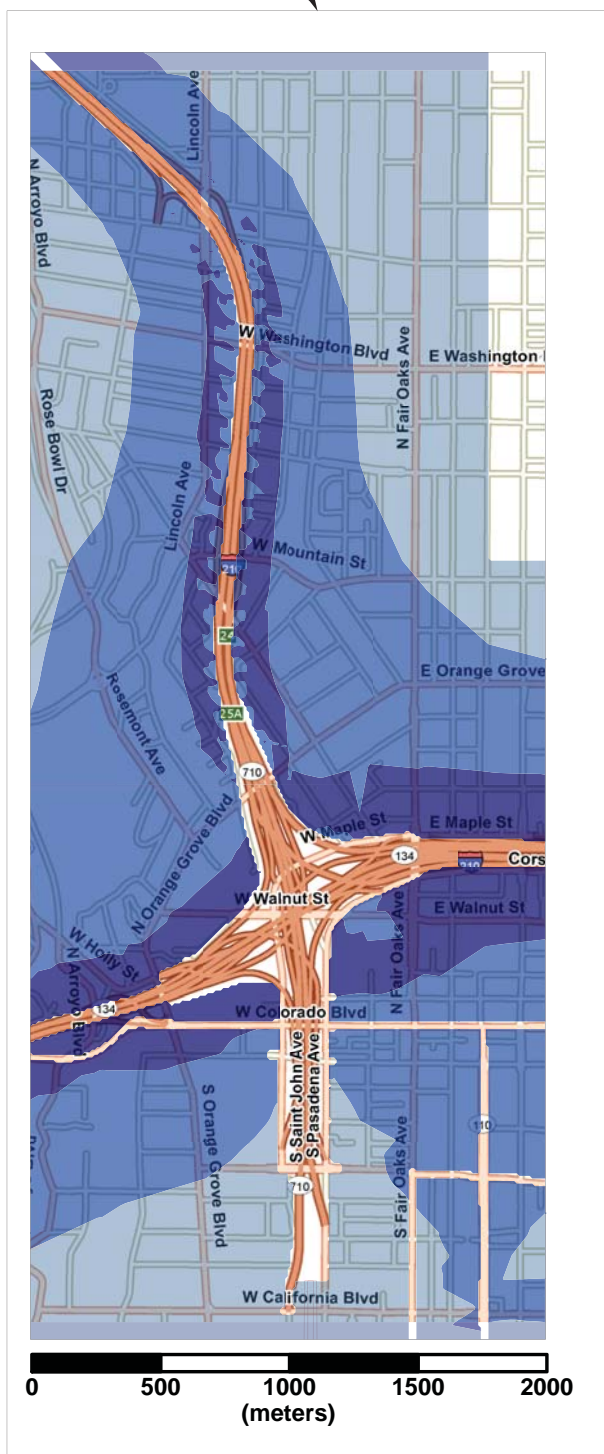 Lincoln Ave
N Arroyo Blvd
W Washington Blvd
E Washington
N Fair Oaks Ave
Rose Bowl Dr
Lincoln Ave
W Mountain St
210
24
E Orange Grove
Rosemont Ave
25A
710
N Orange Grove Blvd
W Maple St
E Maple St
134
210
Cors
W Walnut St
E Walnut St
W Holly St
N Arroyo Blvd
N Fair Oaks Ave
134
W Colorado Blvd
S Saint John Ave
S Pasadena Ave
S Orange Grove Blvd
110
S Fair Oaks Ave
710
W California Blvd
0 500 1000 1500 2000
(meters)